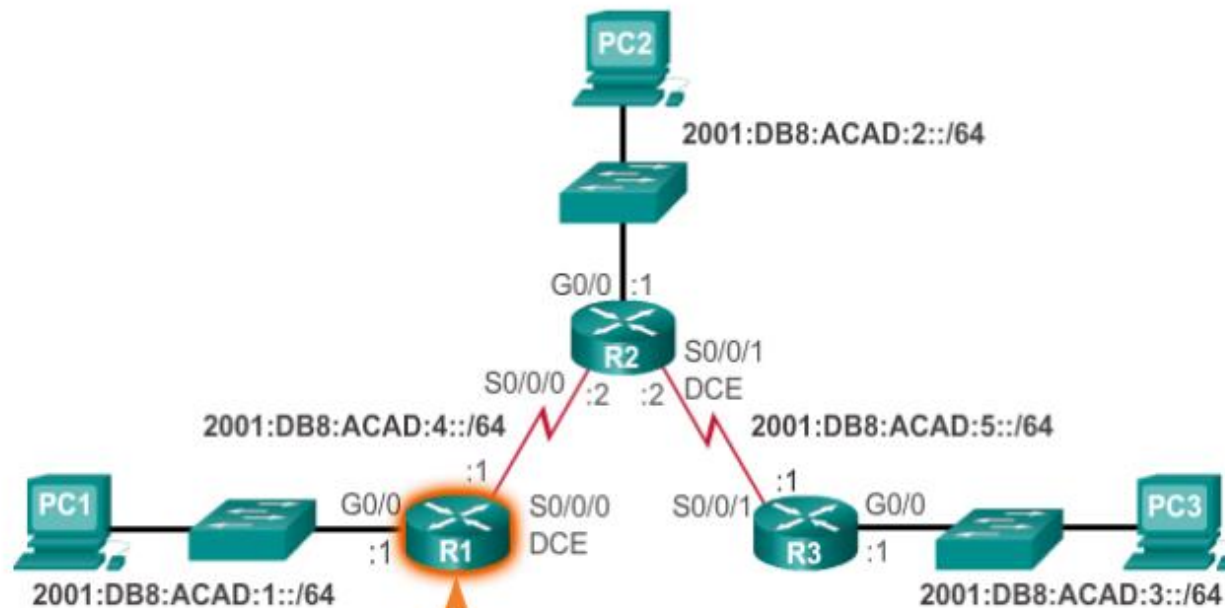 PC2
2001:DB8:ACAD:2::/64
G0/0 :1
R2
S0/0/1
DCE
S0/0/0
:2 :2
2001:DB8:ACAD:4::/64
2001:DB8:ACAD:5::/64
:1
:1
PC1
G0/0
S0/0/0
DCE
:1
R1
S0/0/1
G0/0
R3
:1
PC3
2001:DB8:ACAD:1::/64
2001:DB8:ACAD:3::/64